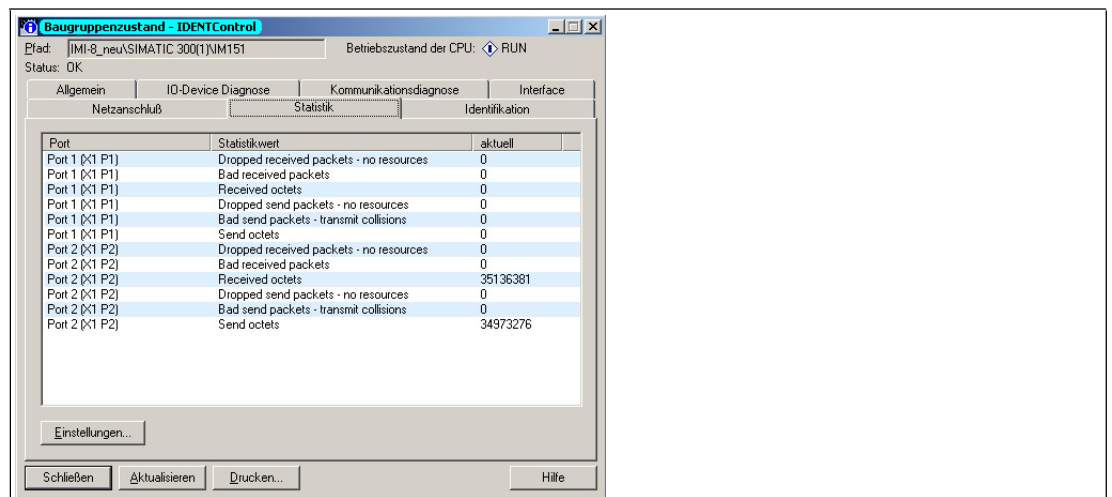 Baugruppenzustand - IDENTControl
Pfad: IMI-8_neu\SIMATIC 300(1)\IM151 Betriebszustand der CPU: RUN
Status: OK
Allgemein IO-Device Diagnose Kommunikationsdiagnose Interface
Netzanschluß Statistik Identifikation
Port Statistikwert aktuell
Port 1 (X1 P1) Dropped received packets - no resources 0
Port 1 (X1 P1) Bad received packets 0
Port 1 (X1 P1) Received octets 0
Port 1 (X1 P1) Dropped send packets - no resources 0
Port 1 (X1 P1) Bad send packets - transmit collisions 0
Port 1 (X1 P1) Send octets 0
Port 2 (X1 P2) Dropped received packets - no resources 0
Port 2 (X1 P2) Bad received packets 0
Port 2 (X1 P2) Received octets 35136381
Port 2 (X1 P2) Dropped send packets - no resources 0
Port 2 (X1 P2) Bad send packets - transmit collisions 0
Port 2 (X1 P2) Send octets 34973276
Einstellungen...
Schließen Aktualisieren Drucken... Hilfe